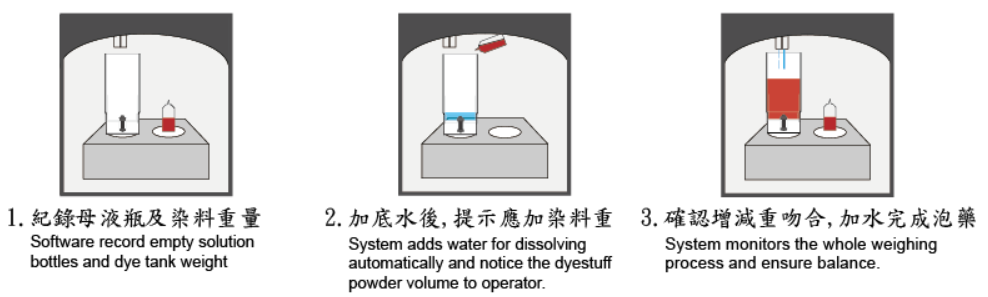 1.紀錄母液瓶及染料重量
Software record empty solution
bottles and dye tank weight
2.加底水後,提示應加染料重
System adds water for dissolving
automatically and notice the dyestuff
powder volume to operator.
3.確認增減重吻合,加水完成泡藥
System monitors the whole weighing
process and ensure balance.